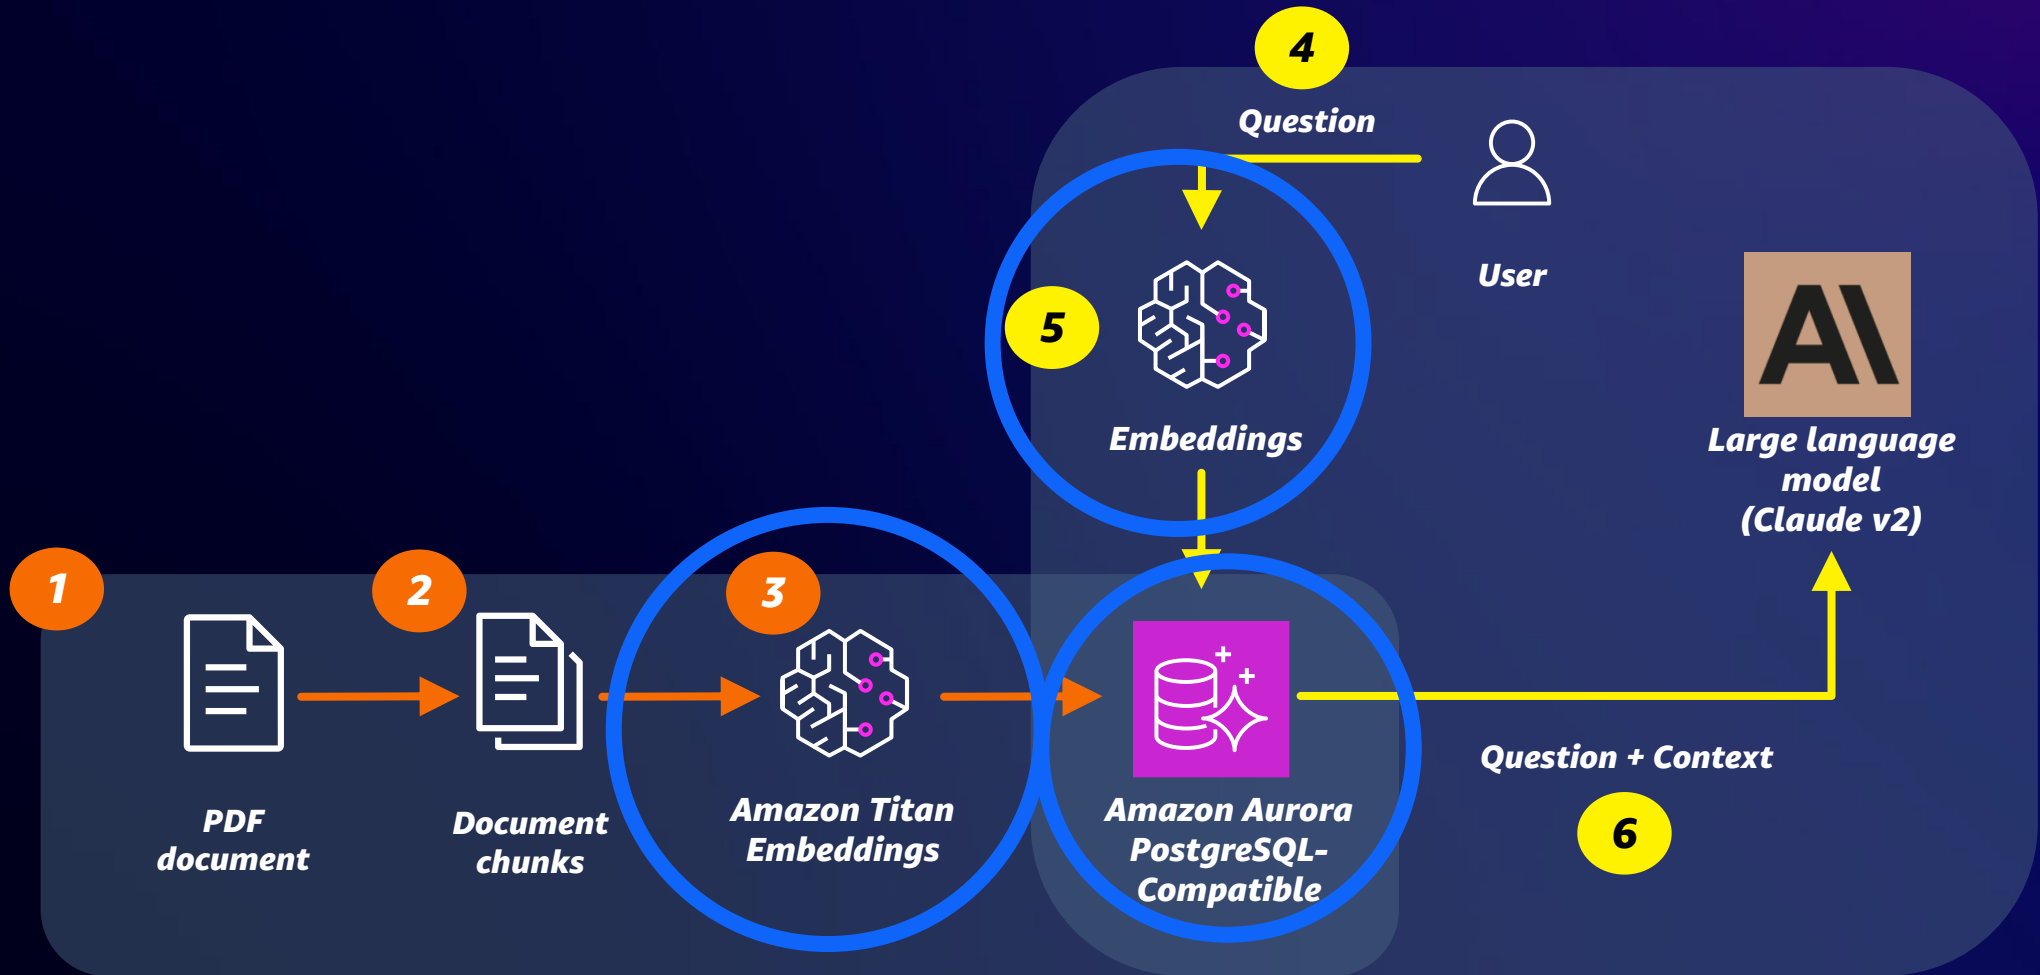 4
Question
User
5
Embeddings
Large language
model
(Claude v2)
1
2
3
PDF
document
Document
chunks
Amazon Titan
Embeddings
Amazon Aurora
PostgreSQL-
Compatible
Question + Context
6